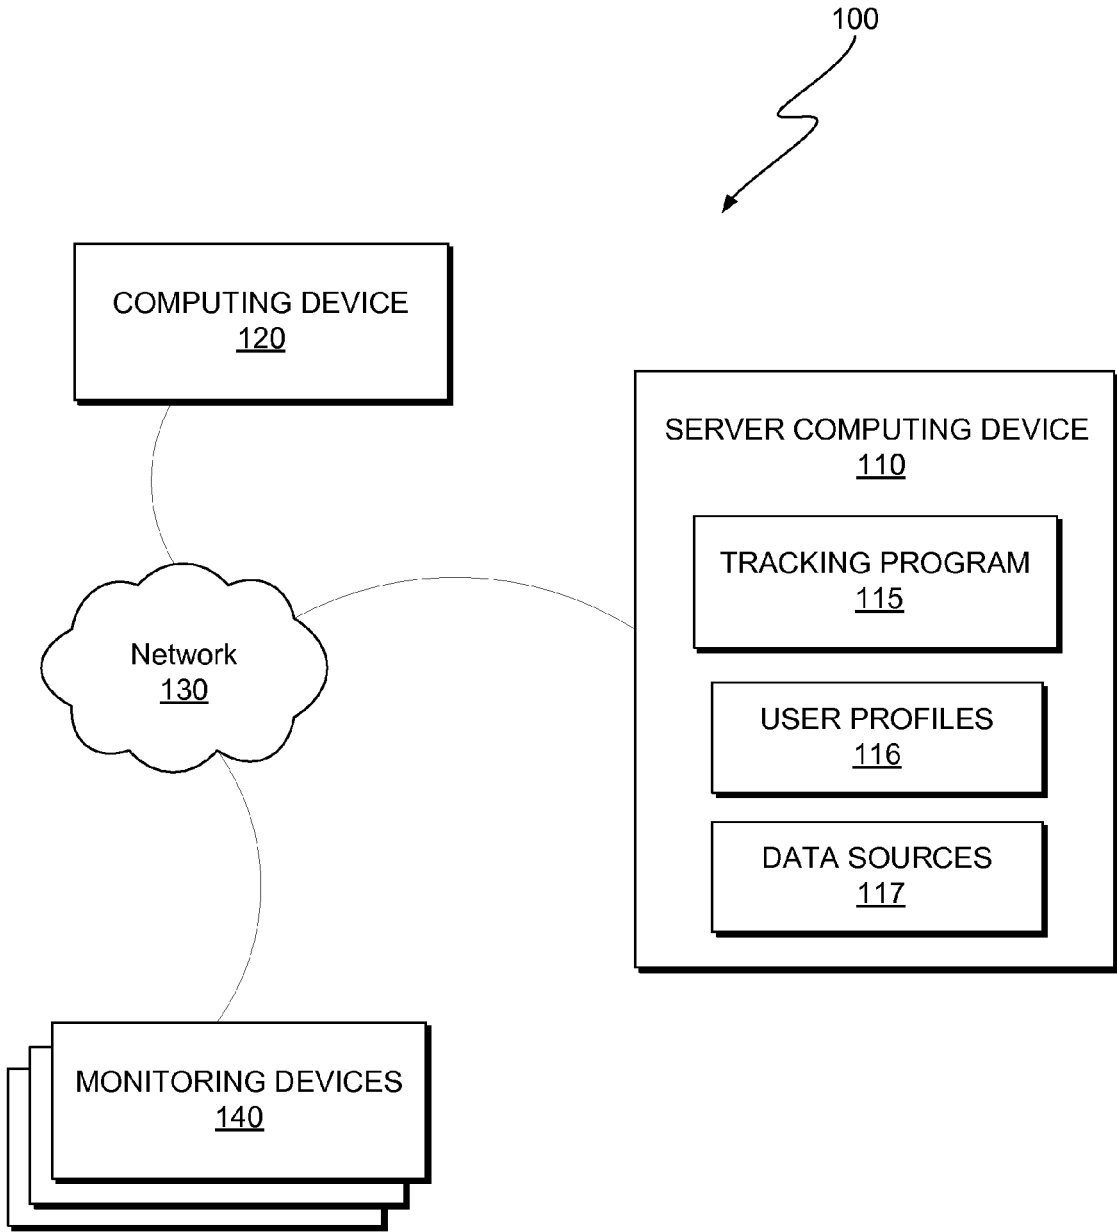 100
COMPUTING DEVICE
120
SERVER COMPUTING DEVICE
110
TRACKING PROGRAM
115
USER PROFILES
116
DATA SOURCES
117
Network
130
MONITORING DEVICES
140